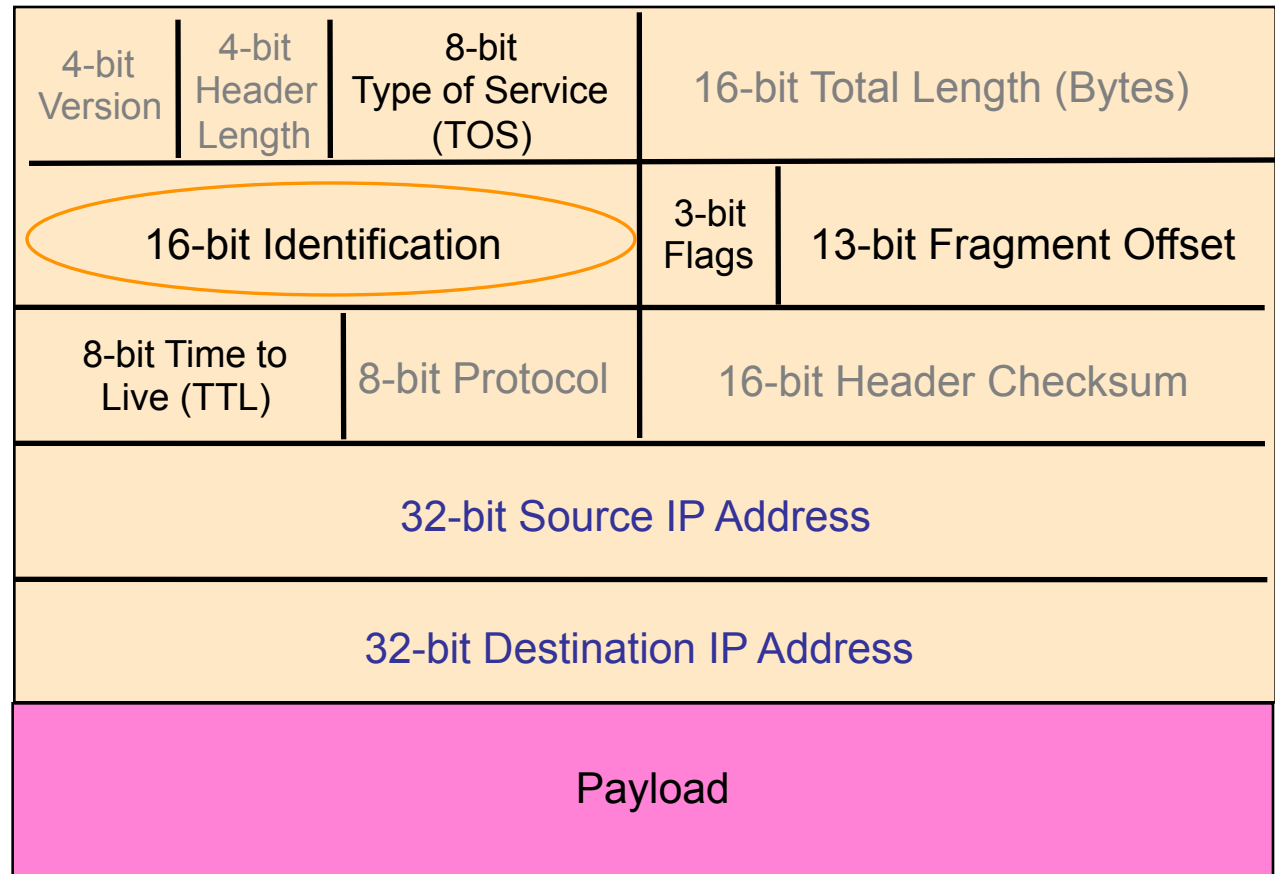 4-bit
Version
4-bit
Header
Length
8-bit
Type of Service
(TOS)
16-bit Total Length (Bytes)
16-bit Identification
3-bit
Flags
13-bit Fragment Offset
8-bit Time to
Live (TTL)
8-bit Protocol
16-bit Header Checksum
32-bit Source IP Address
32-bit Destination IP Address
Payload